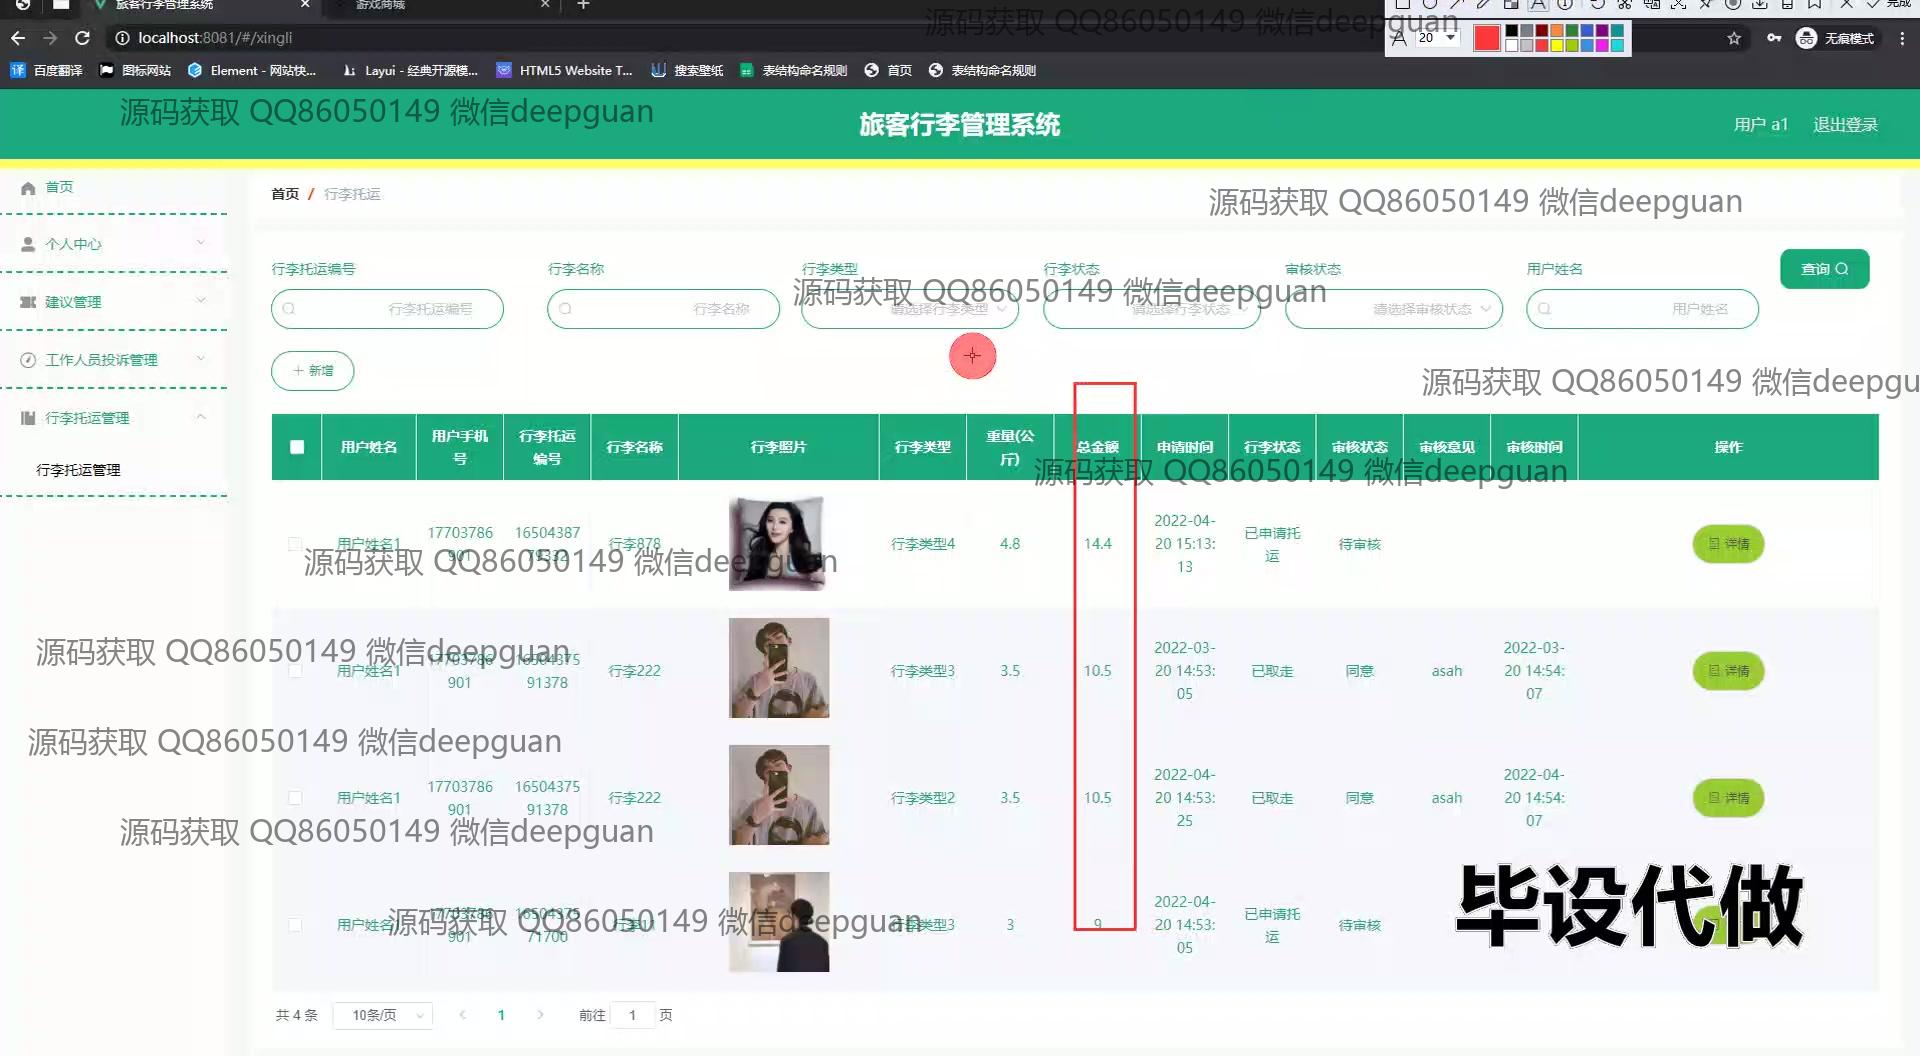 旅客行李管理系统
游戏商城
完成
localhost:8081/#/xingli
20
无痕模式
百度翻译
图标网站
Element - 网站快...
Layui - 经典开源模...
HTML5 Website T...
搜索壁纸
表结构命名规则
首页
表结构命名规则
源码获取 QQ86050149 微信deepguan
源码获取 QQ86050149 微信deepguan
旅客行李管理系统
用户 a1
退出登录
首页
个人中心
建议管理
工作人员投诉管理
行李托运管理
行李托运管理
首页 / 行李托运
源码获取 QQ86050149 微信deepguan
行李托运编号
行李名称
行李类型
行李状态
审核状态
用户姓名
查询
源码获取 QQ86050149 微信deepguan
行李托运编号
行李名称
请选择行李类型
请选择行李状态
请选择审核状态
用户姓名
+ 新增
源码获取 QQ86050149 微信deepgu
用户姓名
用户手机号
行李托运编号
行李名称
行李照片
行李类型
重量(公斤)
总金额
申请时间
行李状态
审核状态
审核意见
审核时间
操作
源码获取 QQ86050149 微信deepguan
用户姓名1
17703786
901
16504387
行李878
行李类型4
4.8
14.4
2022-04-
20 15:13:
13
已申请托
运
待审核
详情
源码获取 QQ86050149 微信deepguan
源码获取 QQ86050149 微信deepguan
用户姓名1
17703786
901
16504375
91378
行李222
行李类型3
3.5
10.5
2022-03-
20 14:53:
05
已取走
同意
asah
2022-03-
20 14:54:
07
详情
源码获取 QQ86050149 微信deepguan
用户姓名1
17703786
901
16504375
91378
行李222
行李类型2
3.5
10.5
2022-04-
20 14:53:
25
已取走
同意
asah
2022-04-
20 14:54:
07
详情
源码获取 QQ86050149 微信deepguan
用户姓名1
17703786
901
16504375
71700
行李类型3
3
9
2022-04-
20 14:53:
05
已申请托
运
待审核
源码获取 QQ86050149 微信deepguan
毕设代做
共 4 条
10条/页
1
前往 1 页